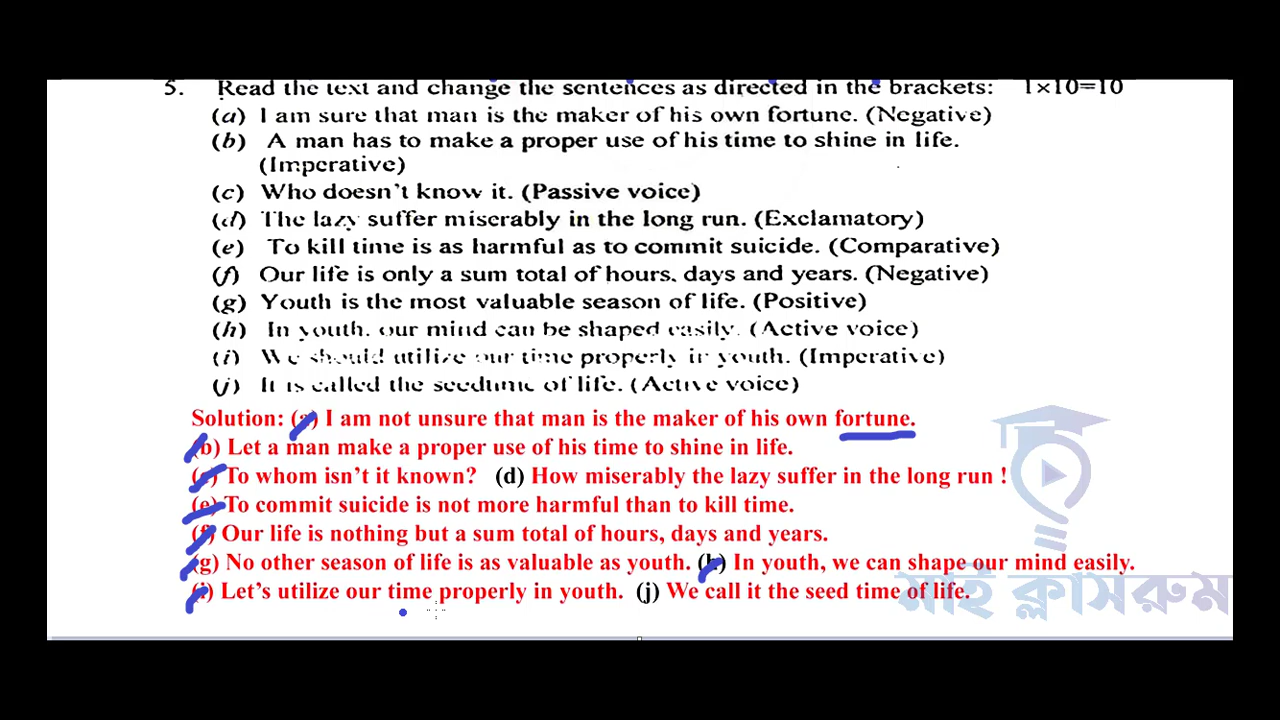 5. Read the text and change the sentences as directed in the brackets: 1×10=10
(a) I am sure that man is the maker of his own fortune. (Negative)
(b) A man has to make a proper use of his time to shine in life.
(Imperative)
(c) Who doesn't know it. (Passive voice)
(d) The lazy suffer miserably in the long run. (Exclamatory)
(e) To kill time is as harmful as to commit suicide. (Comparative)
(f) Our life is only a sum total of hours, days and years. (Negative)
(g) Youth is the most valuable season of life. (Positive)
(h) In youth, our mind can be shaped easily. (Active voice)
(i) We should utilize our time properly in youth. (Imperative)
(j) It is called the seedtime of life. (Active voice)
Solution: (a) I am not unsure that man is the maker of his own fortune.
(b) Let a man make a proper use of his time to shine in life.
(c) To whom isn't it known? (d) How miserably the lazy suffer in the long run !
(e) To commit suicide is not more harmful than to kill time.
(f) Our life is nothing but a sum total of hours, days and years.
(g) No other season of life is as valuable as youth. (h) In youth, we can shape our mind easily.
(i) Let's utilize our time properly in youth. (j) We call it the seed time of life.
মাই ক্লাসরুম